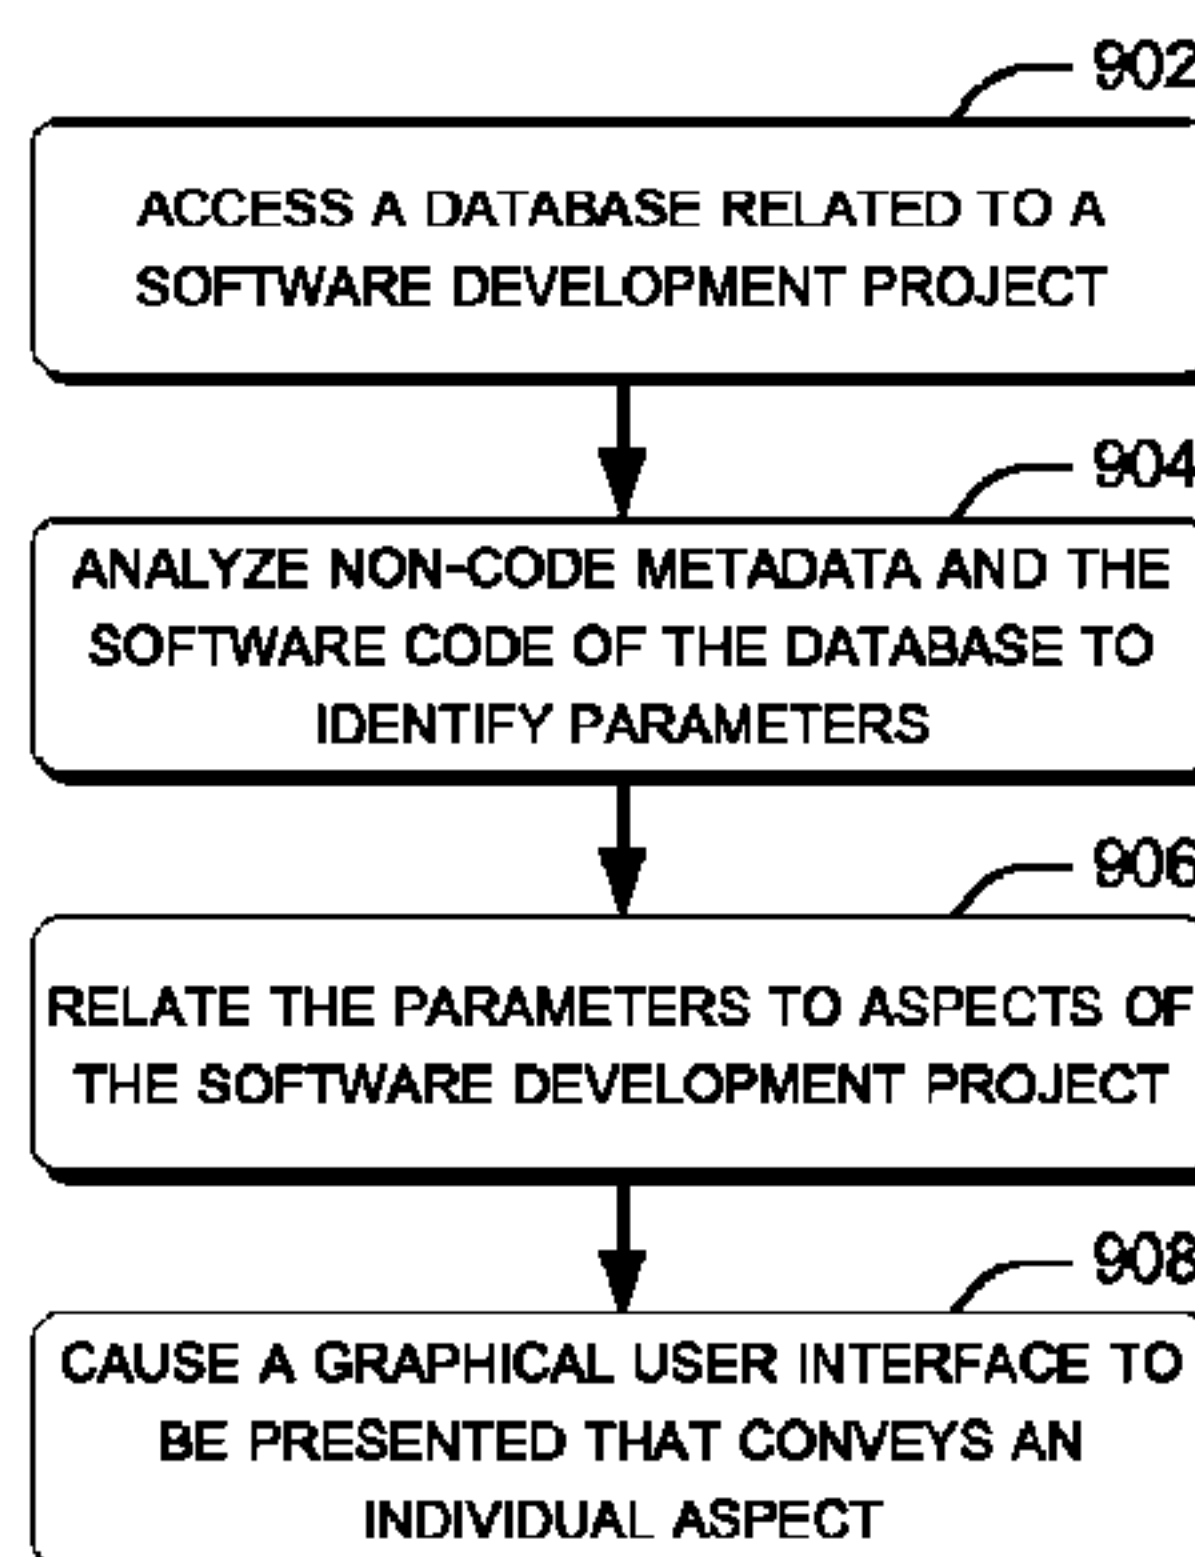 902
ACCESS A DATABASE RELATED TO A
SOFTWARE DEVELOPMENT PROJECT
904
ANALYZE NON-CODE METADATA AND THE
SOFTWARE CODE OF THE DATABASE TO
IDENTIFY PARAMETERS
906
RELATE THE PARAMETERS TO ASPECTS OF
THE SOFTWARE DEVELOPMENT PROJECT
908
CAUSE A GRAPHICAL USER INTERFACE TO
BE PRESENTED THAT CONVEYS AN
INDIVIDUAL ASPECT